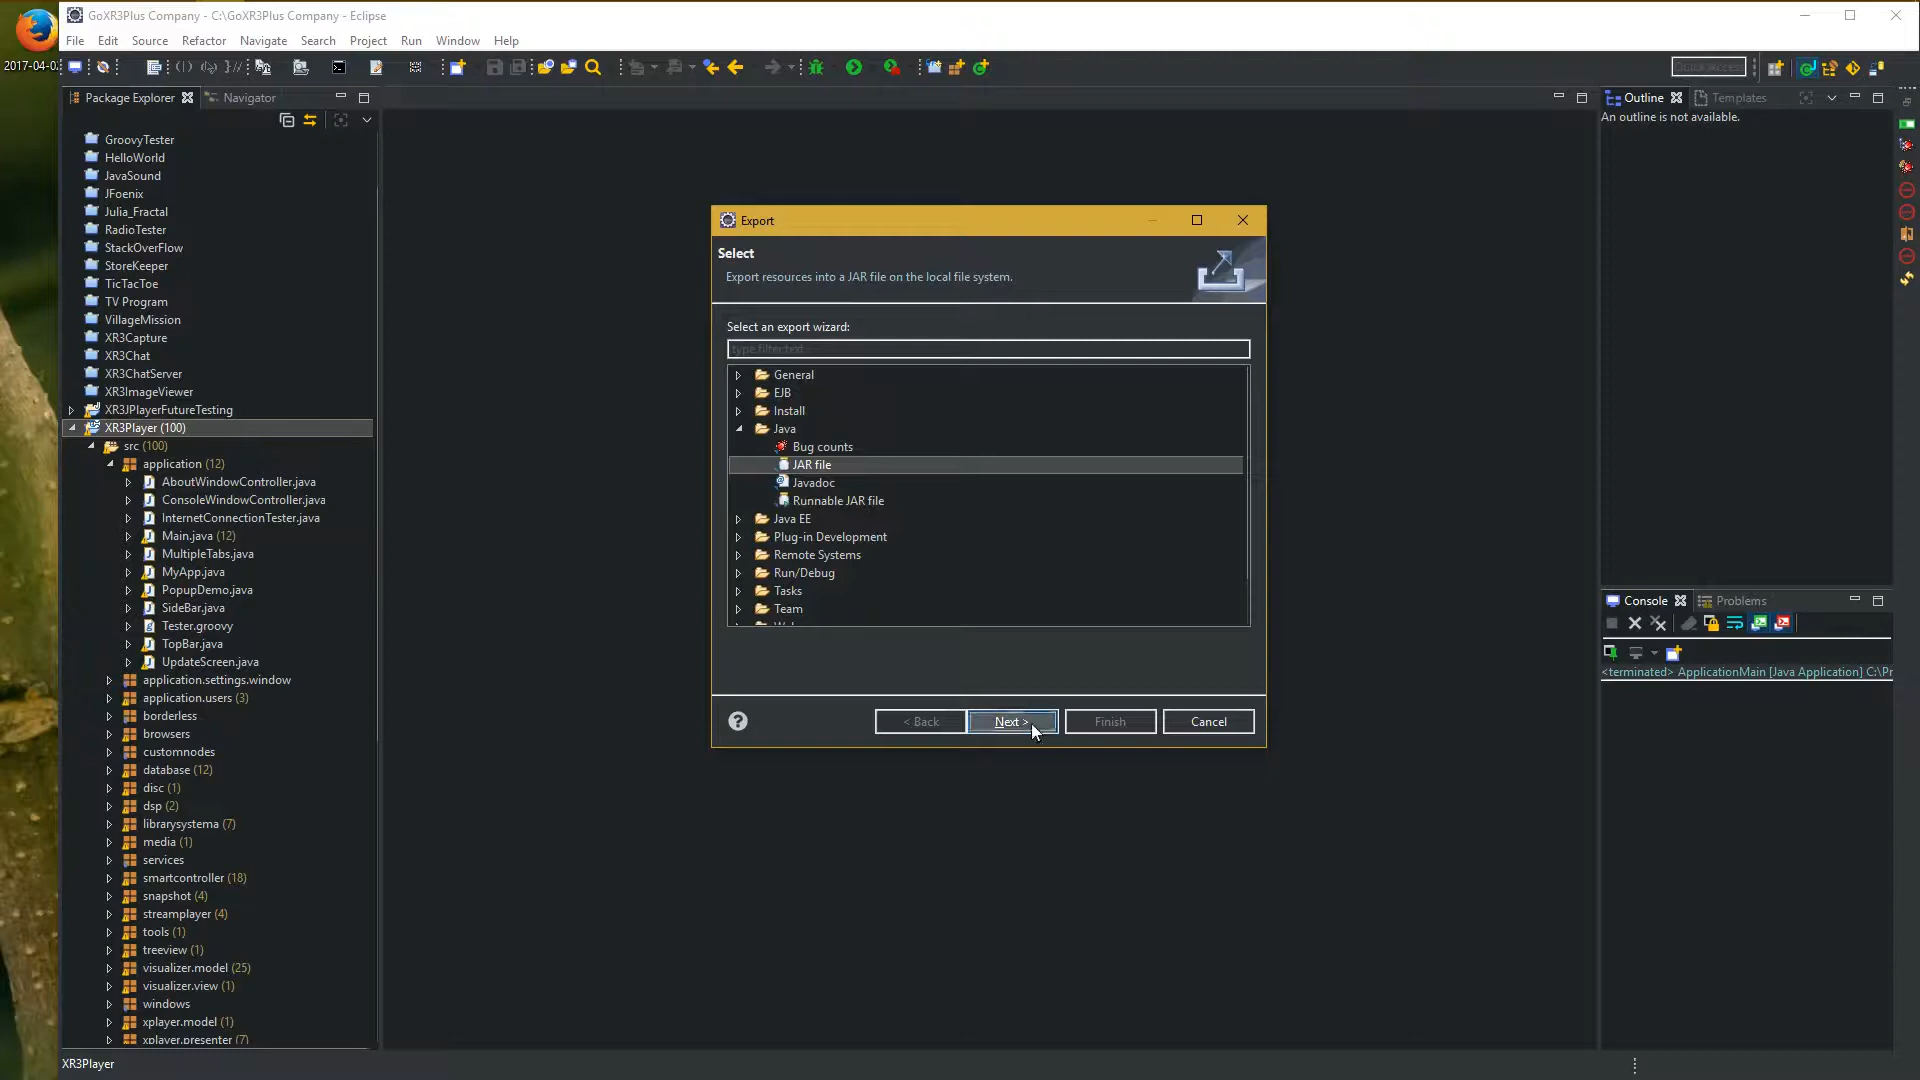 GoXR3Plus Company - C:\GoXR3Plus Company - Eclipse
File Edit Source Refactor Navigate Search Project Run Window Help
2017-04-0
Package Explorer
Navigator
GroovyTester
HelloWorld
JavaSound
JFoenix
Julia_Fractal
RadioTester
StackOverFlow
StoreKeeper
TicTacToe
TV Program
VillageMission
XR3Capture
XR3Chat
XR3ChatServer
XR3ImageViewer
XR3JPlayerFutureTesting
XR3Player (100)
src (100)
application (12)
AboutWindowController.java
ConsoleWindowController.java
InternetConnectionTester.java
Main.java (12)
MultipleTabs.java
MyApp.java
PopupDemo.java
SideBar.java
Tester.groovy
TopBar.java
UpdateScreen.java
application.settings.window
application.users (3)
borderless
browsers
customnodes
database (12)
disc (1)
dsp (2)
librarysystema (7)
media (1)
services
smartcontroller (18)
snapshot (4)
streamplayer (4)
tools (1)
treeview (1)
visualizer.model (25)
visualizer.view (1)
windows
xplayer.model (1)
xplayer.presenter (7)
XR3Player
Export
Select
Export resources into a JAR file on the local file system.
Select an export wizard:
type filter text
General
EJB
Install
Java
Bug counts
JAR file
Javadoc
Runnable JAR file
Java EE
Plug-in Development
Remote Systems
Run/Debug
Tasks
Team
< Back
Next >
Finish
Cancel
Outline
Templates
An outline is not available.
Console
Problems
<terminated> ApplicationMain [Java Application] C:\Pr